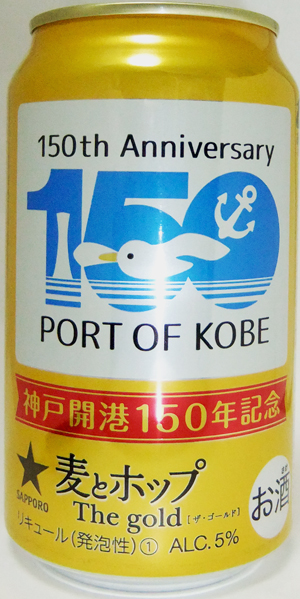 150th Anniversary
150
PORT OF KOBE
神戸開港150年記念
SAPPORO
麦とホップ
The gold [ザ・ゴールド]
お酒
リキュール(発泡性)① ALC.5%